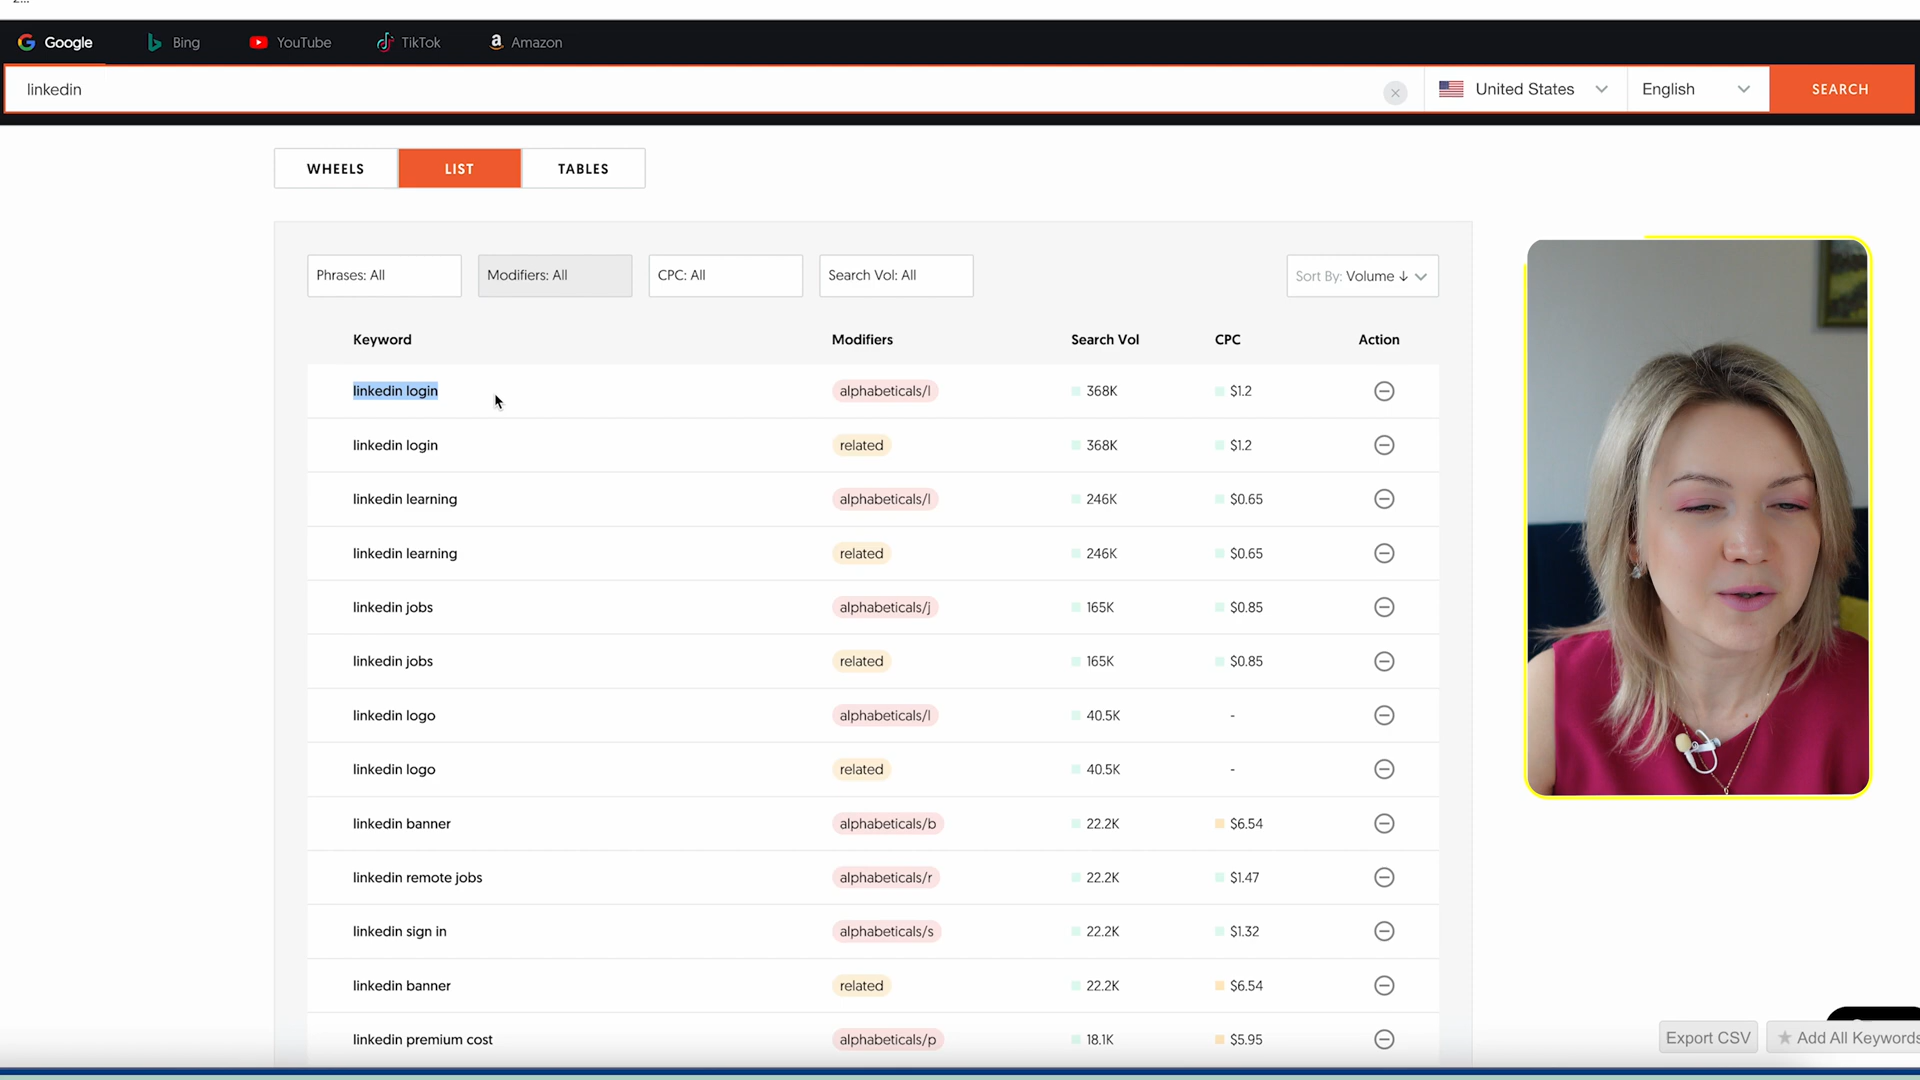 Google Bing YouTube TikTok Amazon
linkedin United States English SEARCH
WHEELS LIST TABLES
Phrases: All Modifiers: All CPC: All Search Vol: All Sort By: Volume ↓
Keyword Modifiers Search Vol CPC Action
linkedin login alphabeticals/l 368K $1.2
linkedin login related 368K $1.2
linkedin learning alphabeticals/l 246K $0.65
linkedin learning related 246K $0.65
linkedin jobs alphabeticals/j 165K $0.85
linkedin jobs related 165K $0.85
linkedin logo alphabeticals/l 40.5K -
linkedin logo related 40.5K -
linkedin banner alphabeticals/b 22.2K $6.54
linkedin remote jobs alphabeticals/r 22.2K $1.47
linkedin sign in alphabeticals/s 22.2K $1.32
linkedin banner related 22.2K $6.54
linkedin premium cost alphabeticals/p 18.1K $5.95
Export CSV Add All Keywords